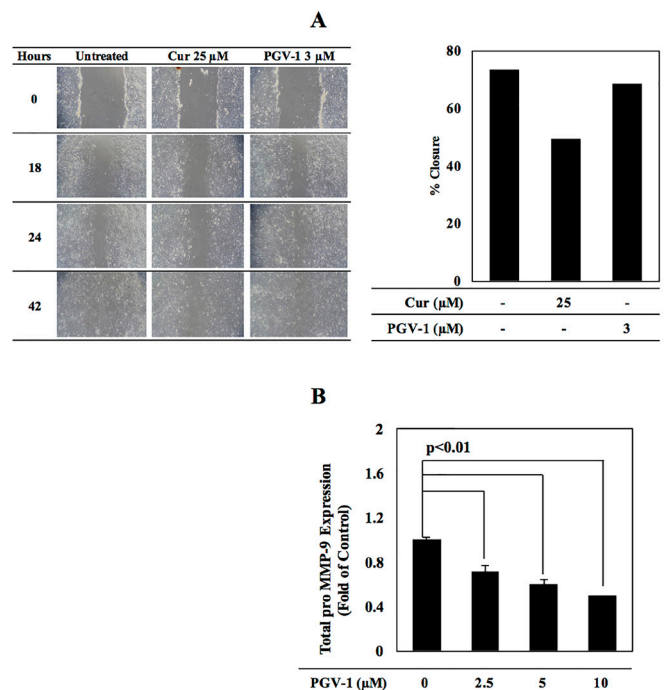 A
Hours Untreated Cur 25 µM PGV-1 3 µM
0
18
24
42
% Closure
80
60
40
20
0
Cur (µM) - 25 -
PGV-1 (µM) - - 3
B
Total pro MMP-9 Expression
(Fold of Control)
2
1.6
1.2
0.8
0.4
0
p<0.01
PGV-1 (µM) 0 2.5 5 10